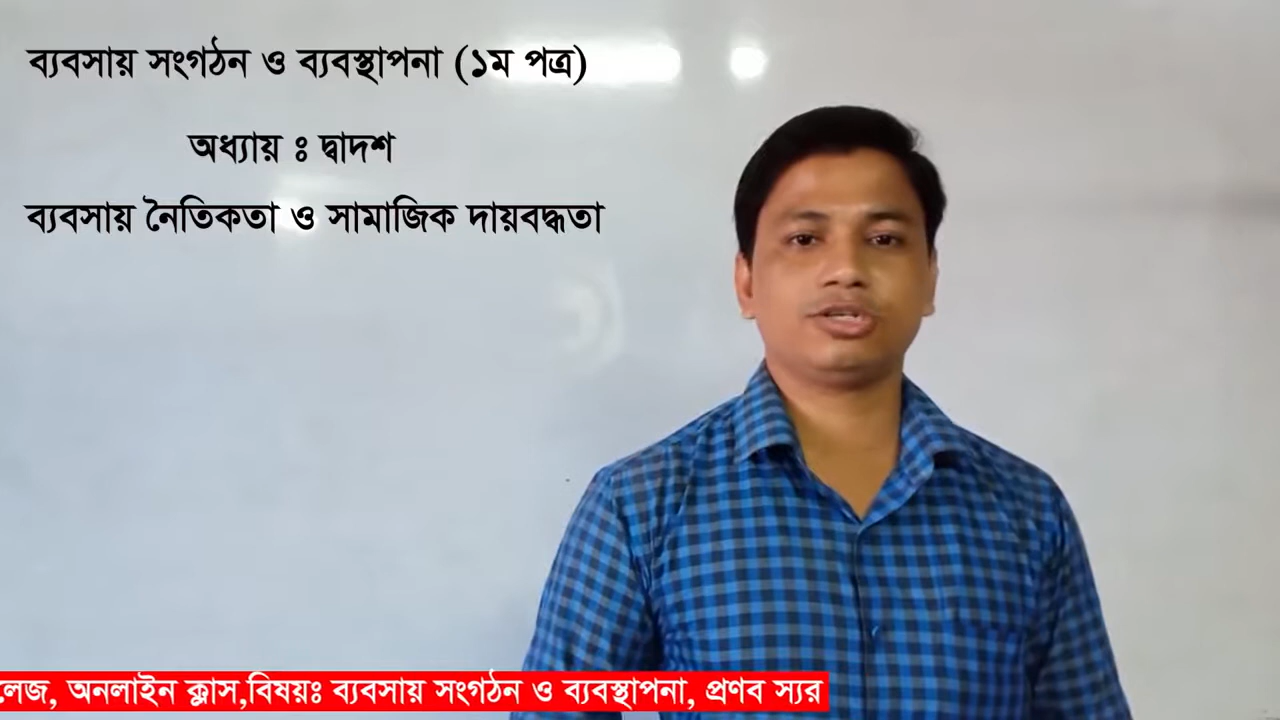 ব্যবসায় সংগঠন ও ব্যবস্থাপনা (১ম পত্র)
অধ্যায় ঃ দ্বাদশ
ব্যবসায় নৈতিকতা ও সামাজিক দায়বদ্ধতা
লেজ, অনলাইন ক্লাস,বিষয়ঃ ব্যবসায় সংগঠন ও ব্যবস্থাপনা, প্রণব স্যর